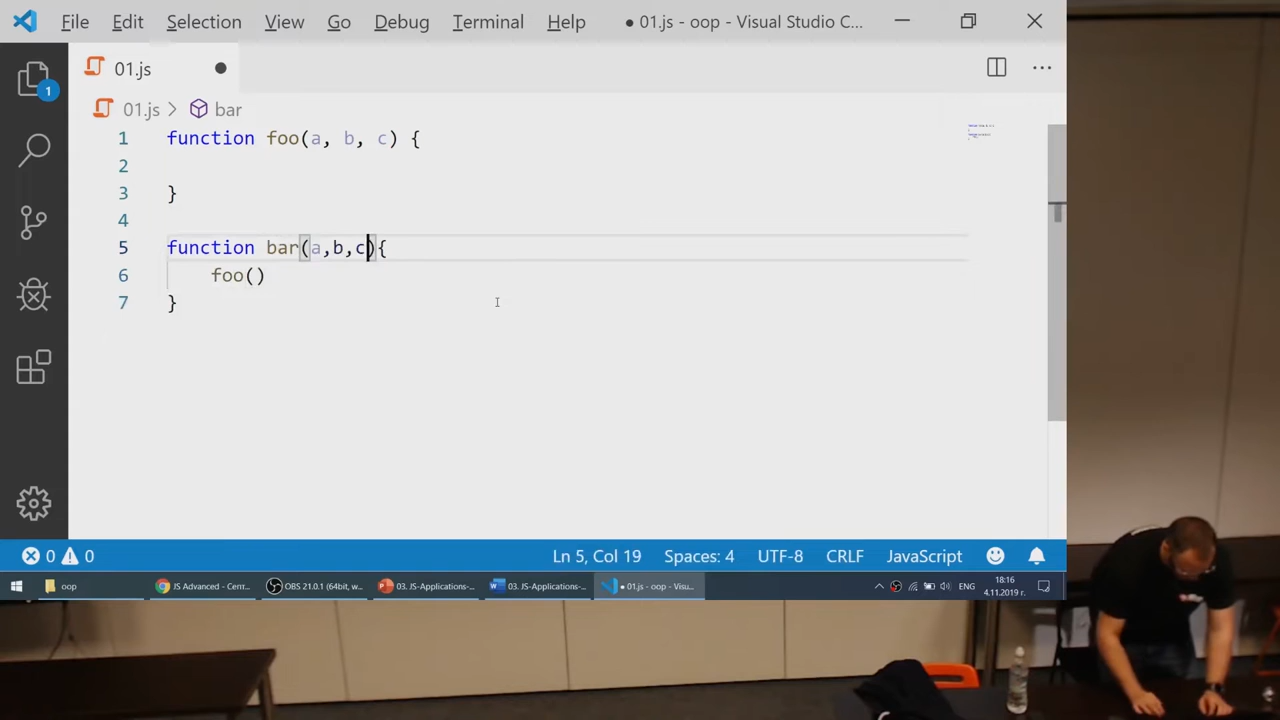 File Edit Selection View Go Debug Terminal Help ● 01.js - oop - Visual Studio C...
01.js
1
01.js > bar
1 function foo(a, b, c) {
2
3 }
4
5 function bar(a,b,c){
6 foo()
7 }
0 0 Ln 5, Col 19 Spaces: 4 UTF-8 CRLF JavaScript
oop JS Advanced - Cent... OBS 21.0.1 (64bit, w... 03. JS-Applications-... 03. JS-Applications-... ● 01.js - oop - Visu... ЕНГ 18:16
4.11.2019 г.